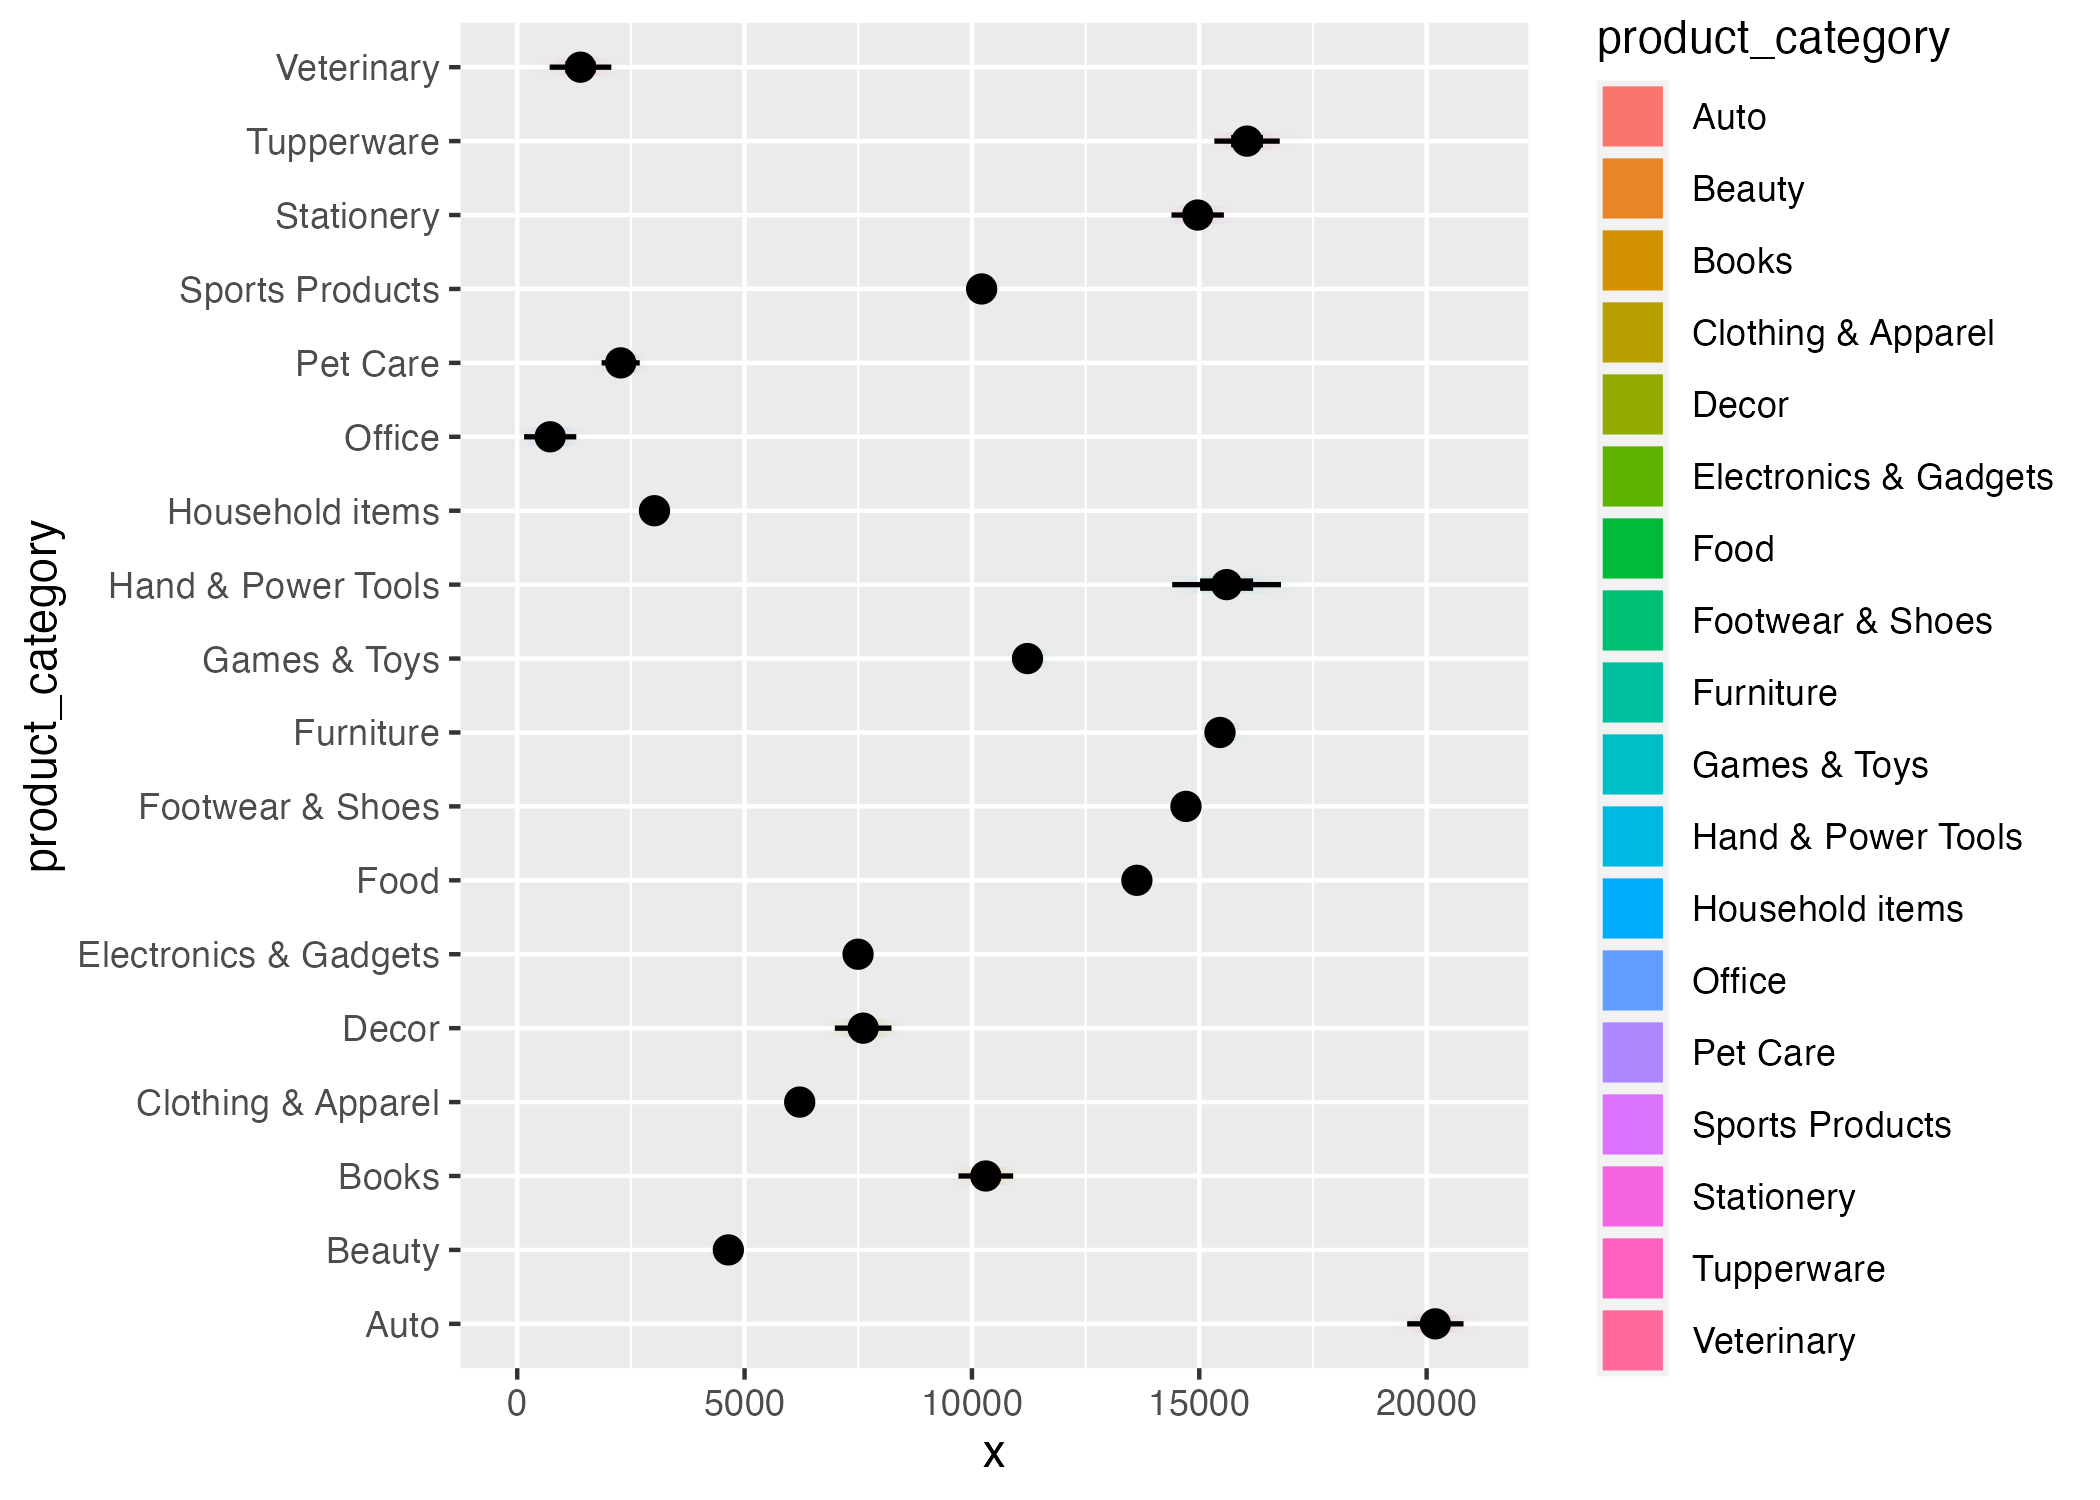 product_category
Veterinary
Tupperware
Stationery
Sports Products
Pet Care
Office
Household items
Hand & Power Tools
Games & Toys
Furniture
Footwear & Shoes
Food
Electronics & Gadgets
Decor
Clothing & Apparel
Books
Beauty
Auto
0 5000 10000 15000 20000
x
product_category
Auto
Beauty
Books
Clothing & Apparel
Decor
Electronics & Gadgets
Food
Footwear & Shoes
Furniture
Games & Toys
Hand & Power Tools
Household items
Office
Pet Care
Sports Products
Stationery
Tupperware
Veterinary